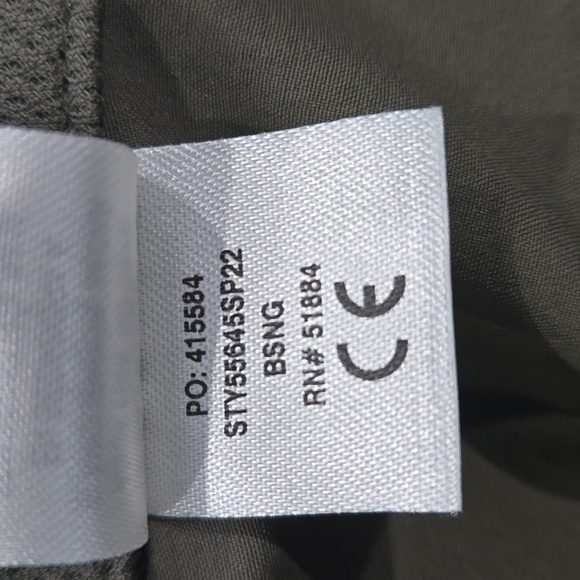 PO: 415584
STY55645SP22
BSNG
RN# 51884
CE